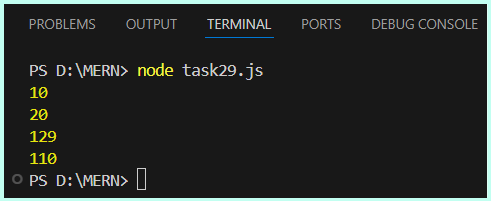 PROBLEMS OUTPUT TERMINAL PORTS DEBUG CONSOLE
PS D:\MERN> node task29.js
10
20
129
110
PS D:\MERN>